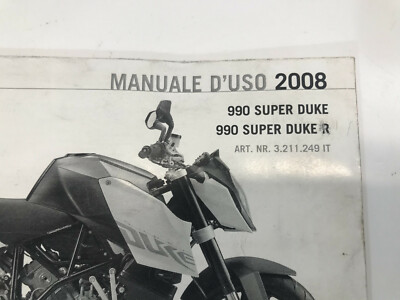 MANUALE D'USO 2008
990 SUPER DUKE
990 SUPER DUKE R
ART. NR. 3.211.249 IT
DUKE